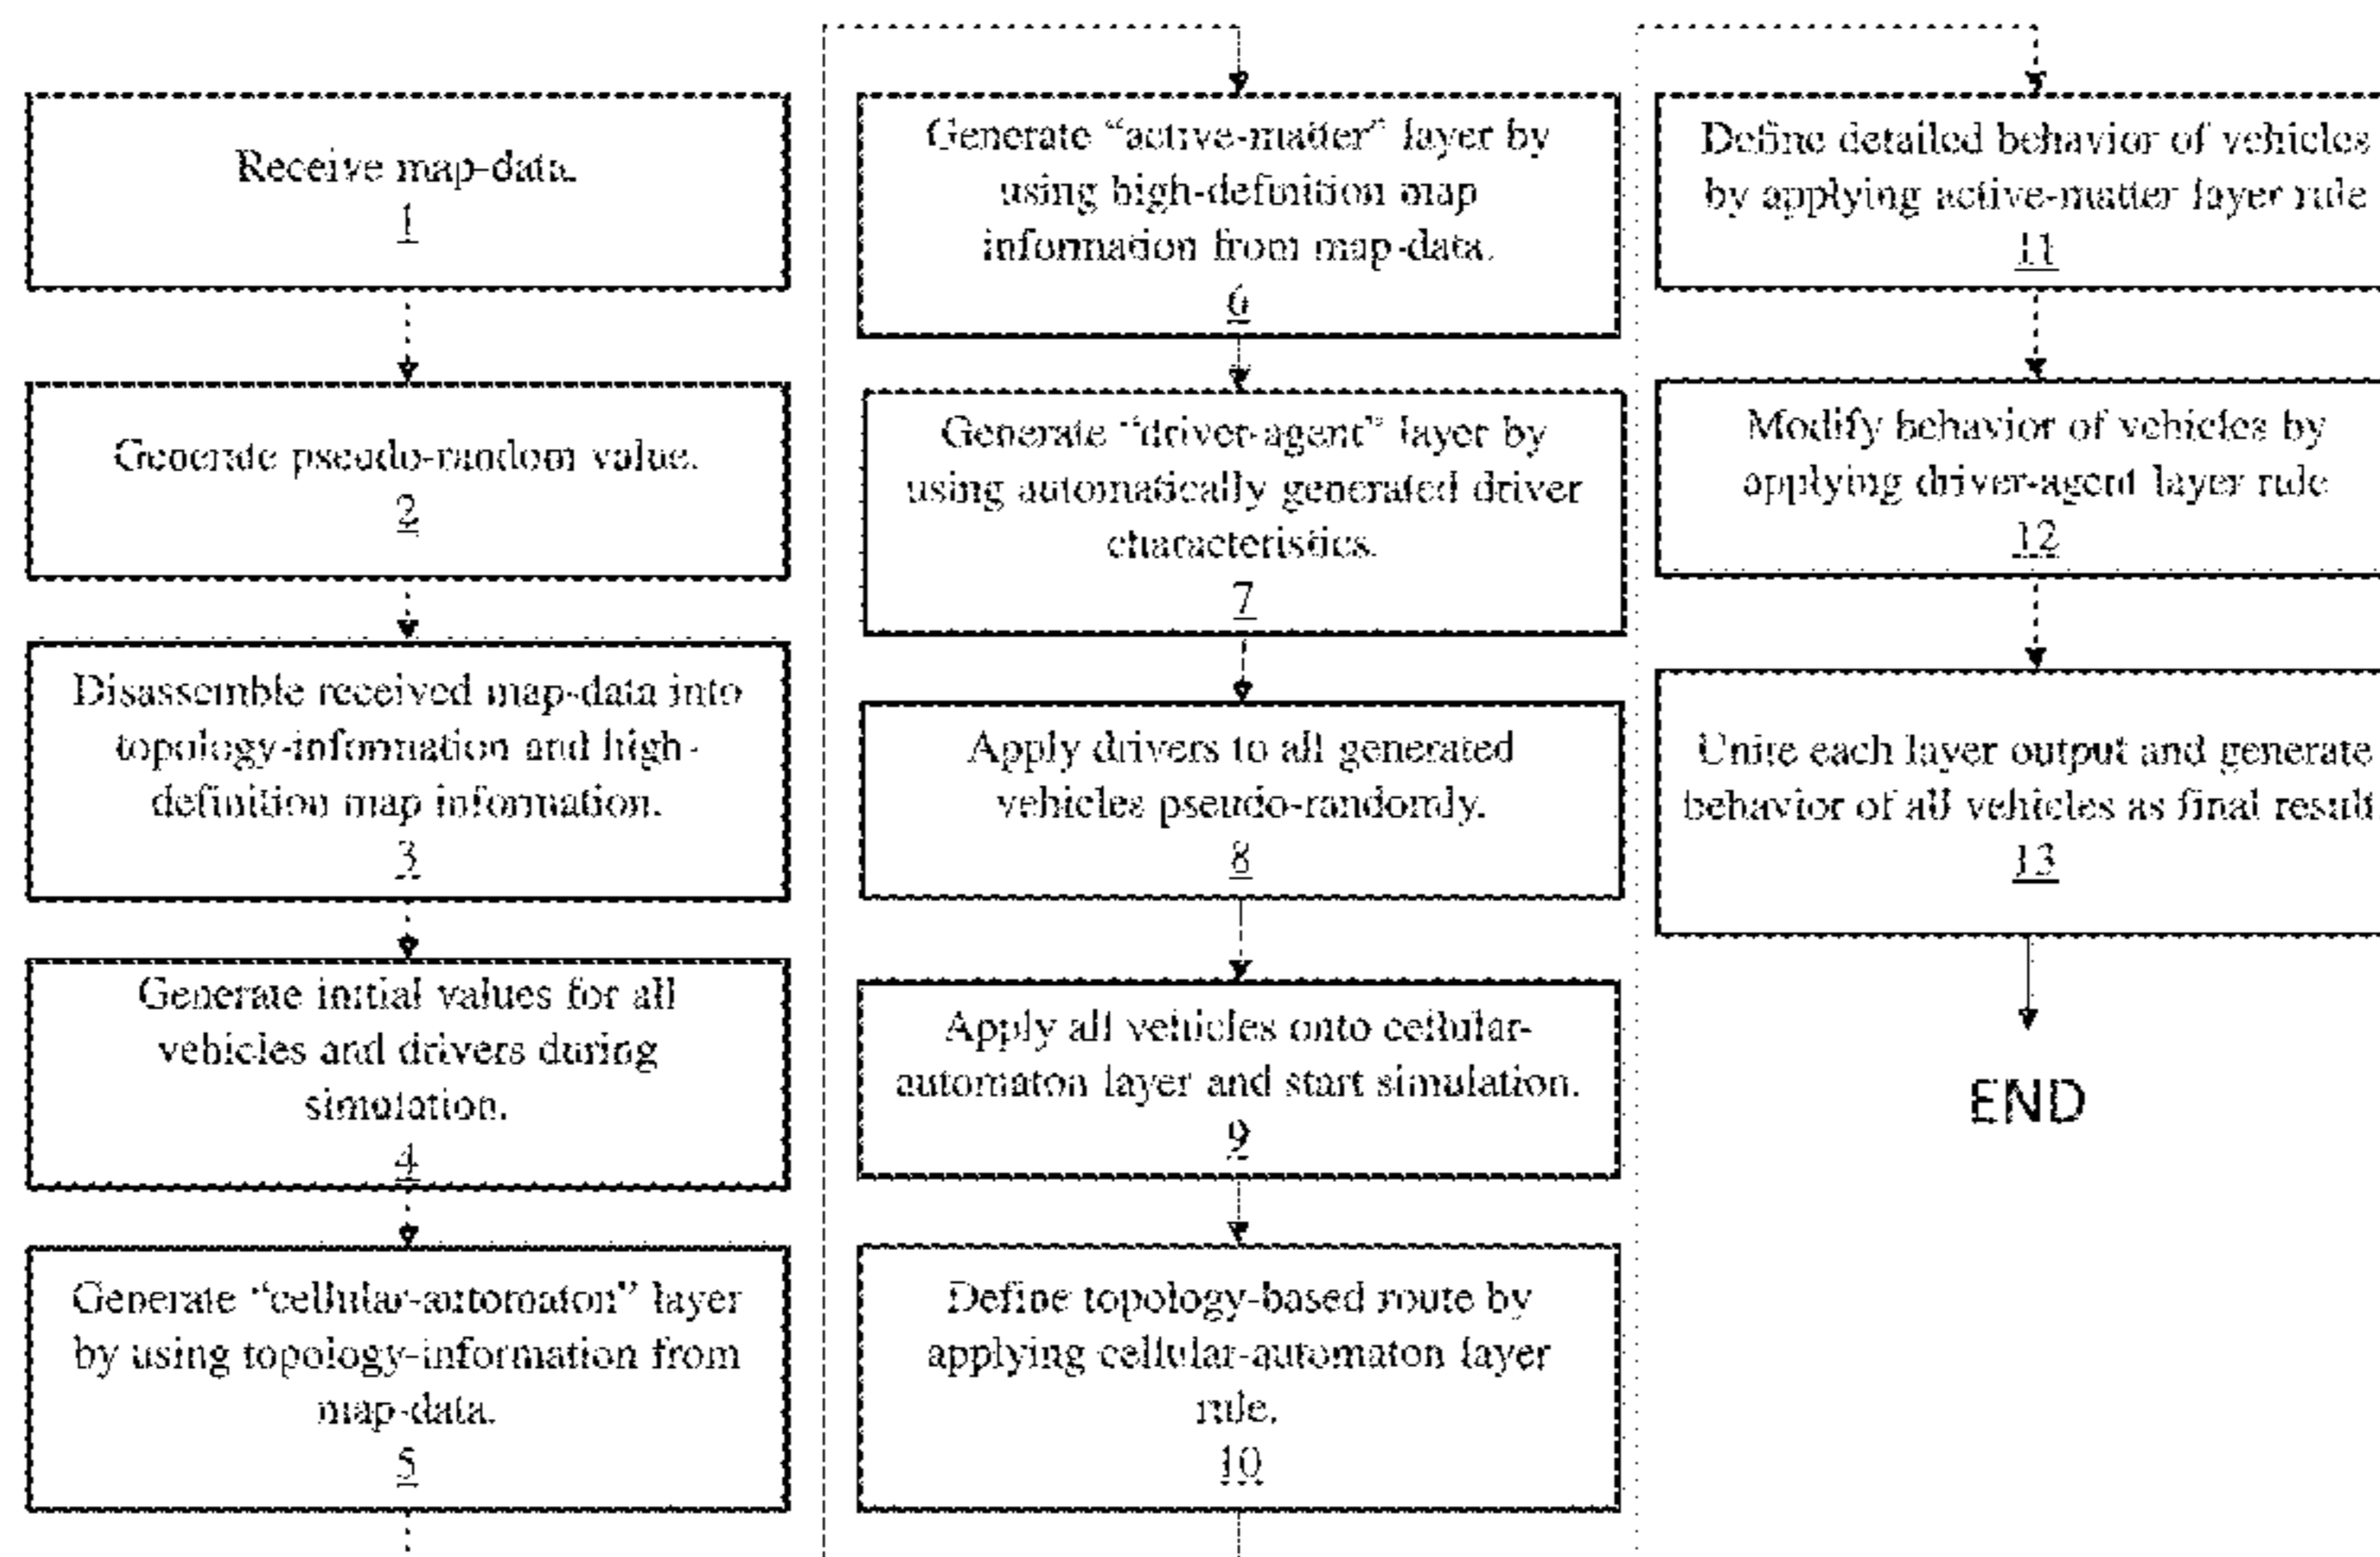 Receive map-data.
1
Generate pseudo-random value.
2
Disassemble received map-data into
topology-information and high-
definition map information.
3
Generate initial values for all
vehicles and drivers during
simulation.
4
Generate “cellular-automaton” layer
by using topology-information from
map-data.
5
Generate “active-matter” layer by
using high-definition map
information from map-data.
6
Generate “driver-agent” layer by
using automatically generated driver
characteristics.
7
Apply drivers to all generated
vehicles pseudo-randomly.
8
Apply all vehicles onto cellular-
automaton layer and start simulation.
9
Define topology-based route by
applying cellular-automaton layer
rule.
10
Define detailed behavior of vehicles
by applying active-matter layer rule
11
Modify behavior of vehicles by
applying driver-agent layer rule
12
Unite each layer output and generate
behavior of all vehicles as final result
13
END